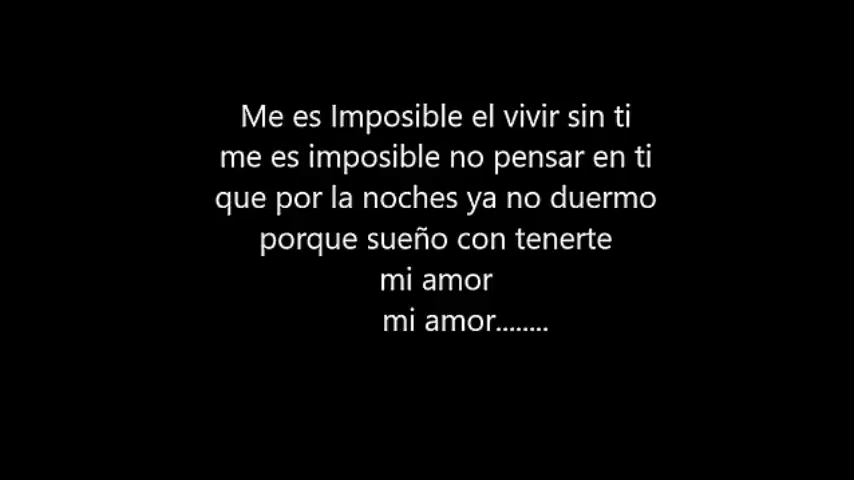 Me es Imposible el vivir sin ti
me es imposible no pensar en ti
que por la noches ya no duermo
porque sueño con tenerte
mi amor
mi amor........